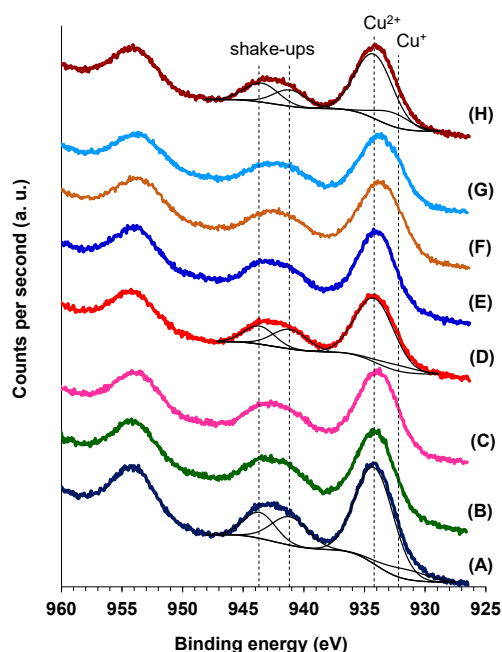 Cu²⁺
shake-ups
Cu⁺
(H)
(G)
(F)
(E)
(D)
(C)
(B)
(A)
Counts per second (a. u.)
960 955 950 945 940 935 930 925
Binding energy (eV)